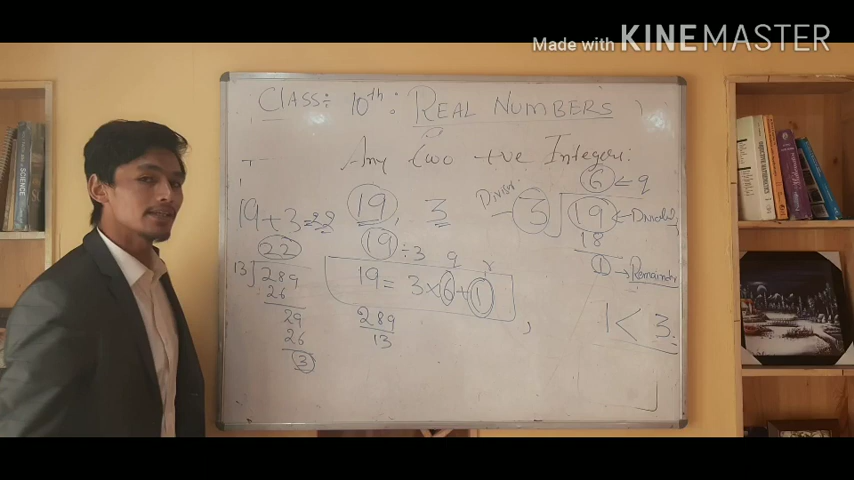 Made with KINEMASTER
CLASS:- 10th: REAL NUMBERS
Any two +ve Integers:
6 ← q
Divisor
3 19 ← Dividend
18
1 → Remainder
1 < 3
19 + 3 = 22
19, 3
19 ÷ 3
q r
19 = 3 × 6 + 1
22
13 289
26
29
26
3
289
13
SCIENCE